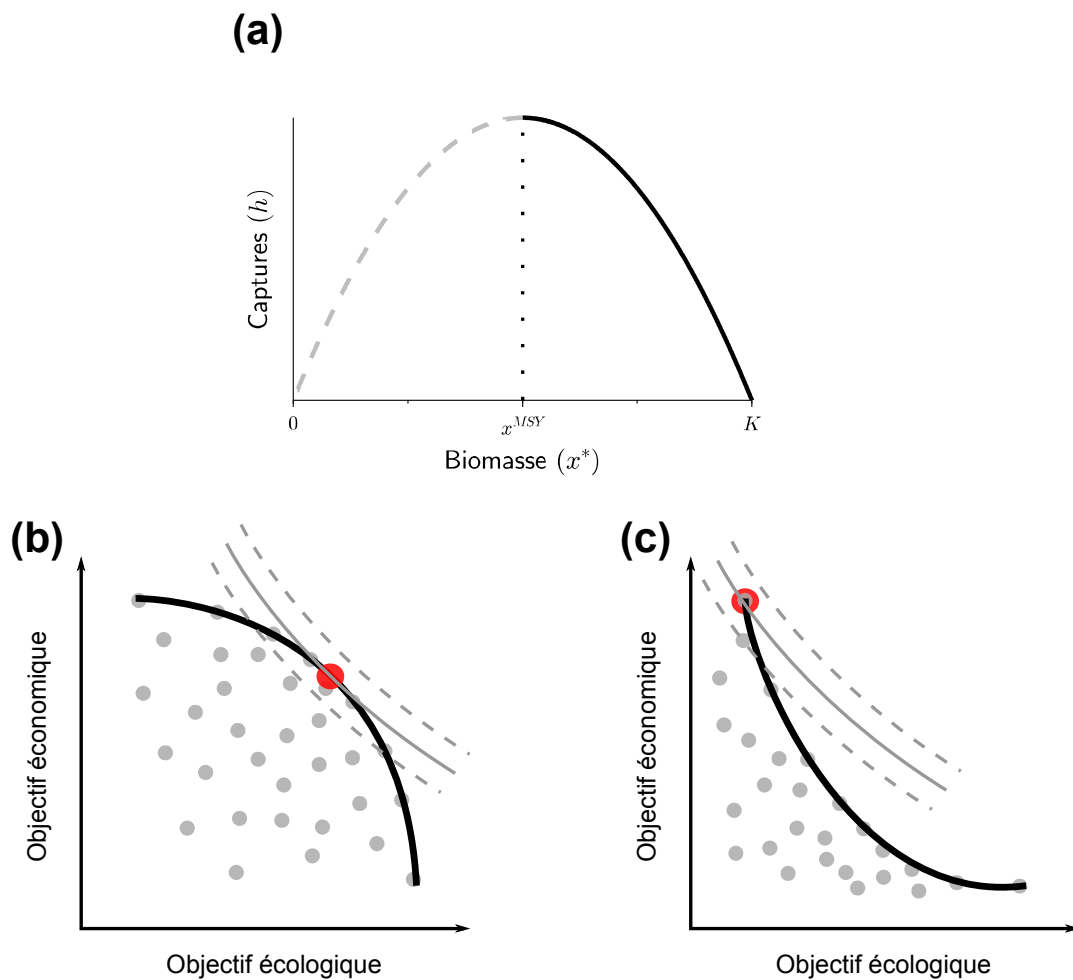 (a)
Captures (h)
0
x^{MSY}
K
Biomasse (x*)
(b)
Objectif économique
Objectif écologique
(c)
Objectif économique
Objectif écologique